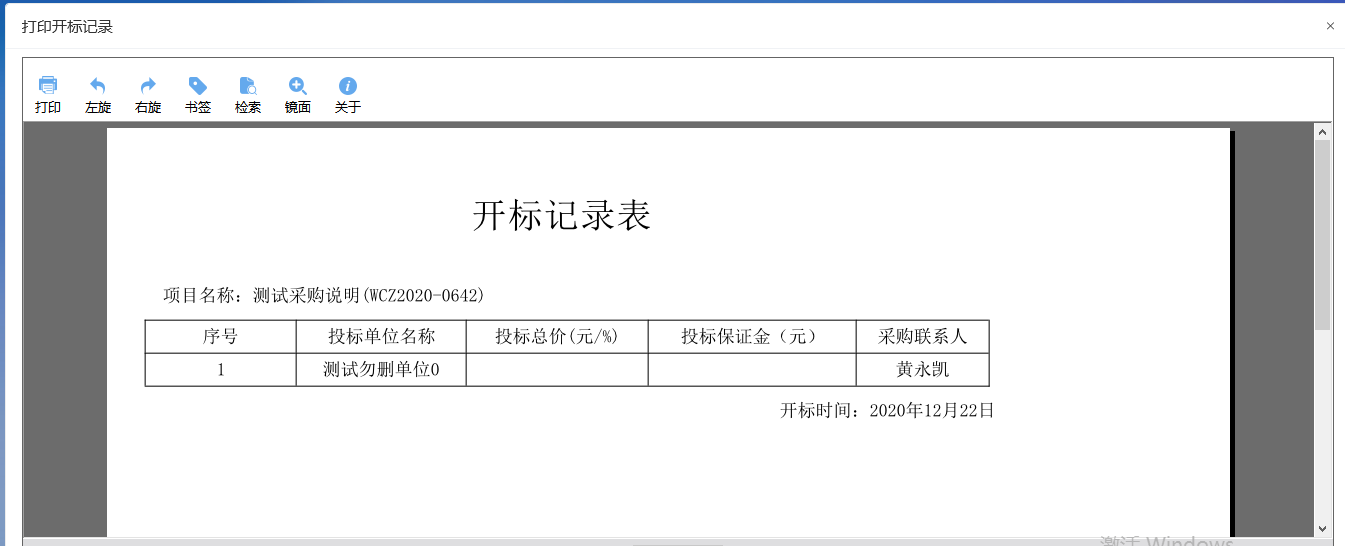 打印开标记录 ×
打印 左旋 右旋 书签 检索 镜面 关于
开标记录表
项目名称：测试采购说明(WCZ2020-0642)
序号 投标单位名称 投标总价(元/%) 投标保证金（元） 采购联系人
1 测试勿删单位0 黄永凯
开标时间：2020年12月22日
激活 Windows